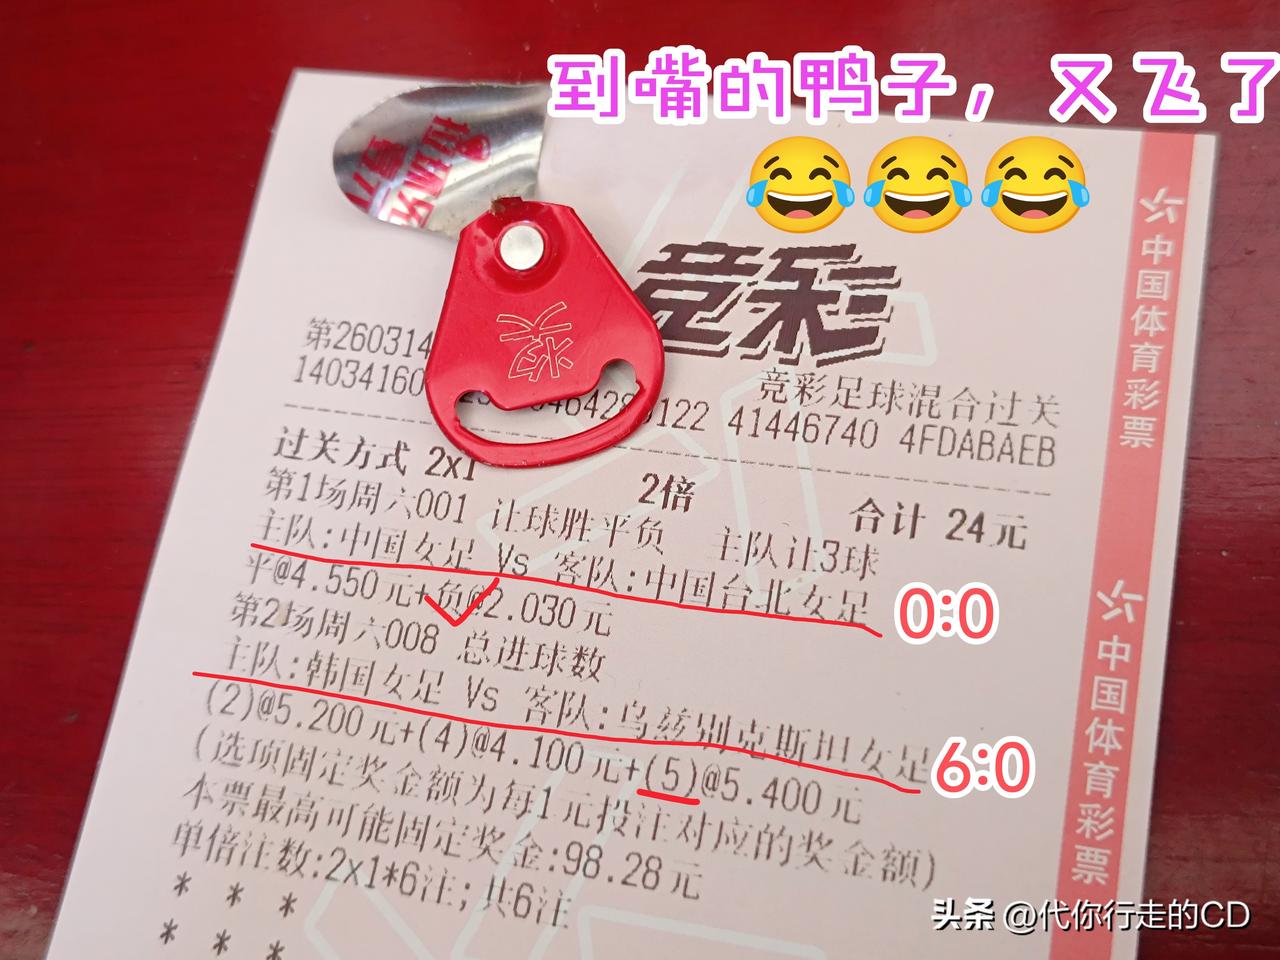 到嘴的鸭子，又飞了
竞彩
第260314
竞彩足球混合过关
14034160 122 41446740 4FDABAEB
过关方式 2x1 2倍 合计 24元
第1场周六001 让球胜平负 主队让3球
主队:中国女足 Vs 客队:中国台北女足
0:0
平@4.550元+负@2.030元
第2场周六008 总进球数
主队:韩国女足 Vs 客队:乌兹别克斯坦女足
6:0
(2)@5.200元+(4)@4.100元+(5)@5.400元
(选项固定奖金额为每1元投注对应的奖金额)
本票最高可能固定奖金:98.28元
单倍注数:2x1*6注;共6注
* * *
* * *
奖
中国体育彩票
中国体育彩票
头条 @代你行走的CD